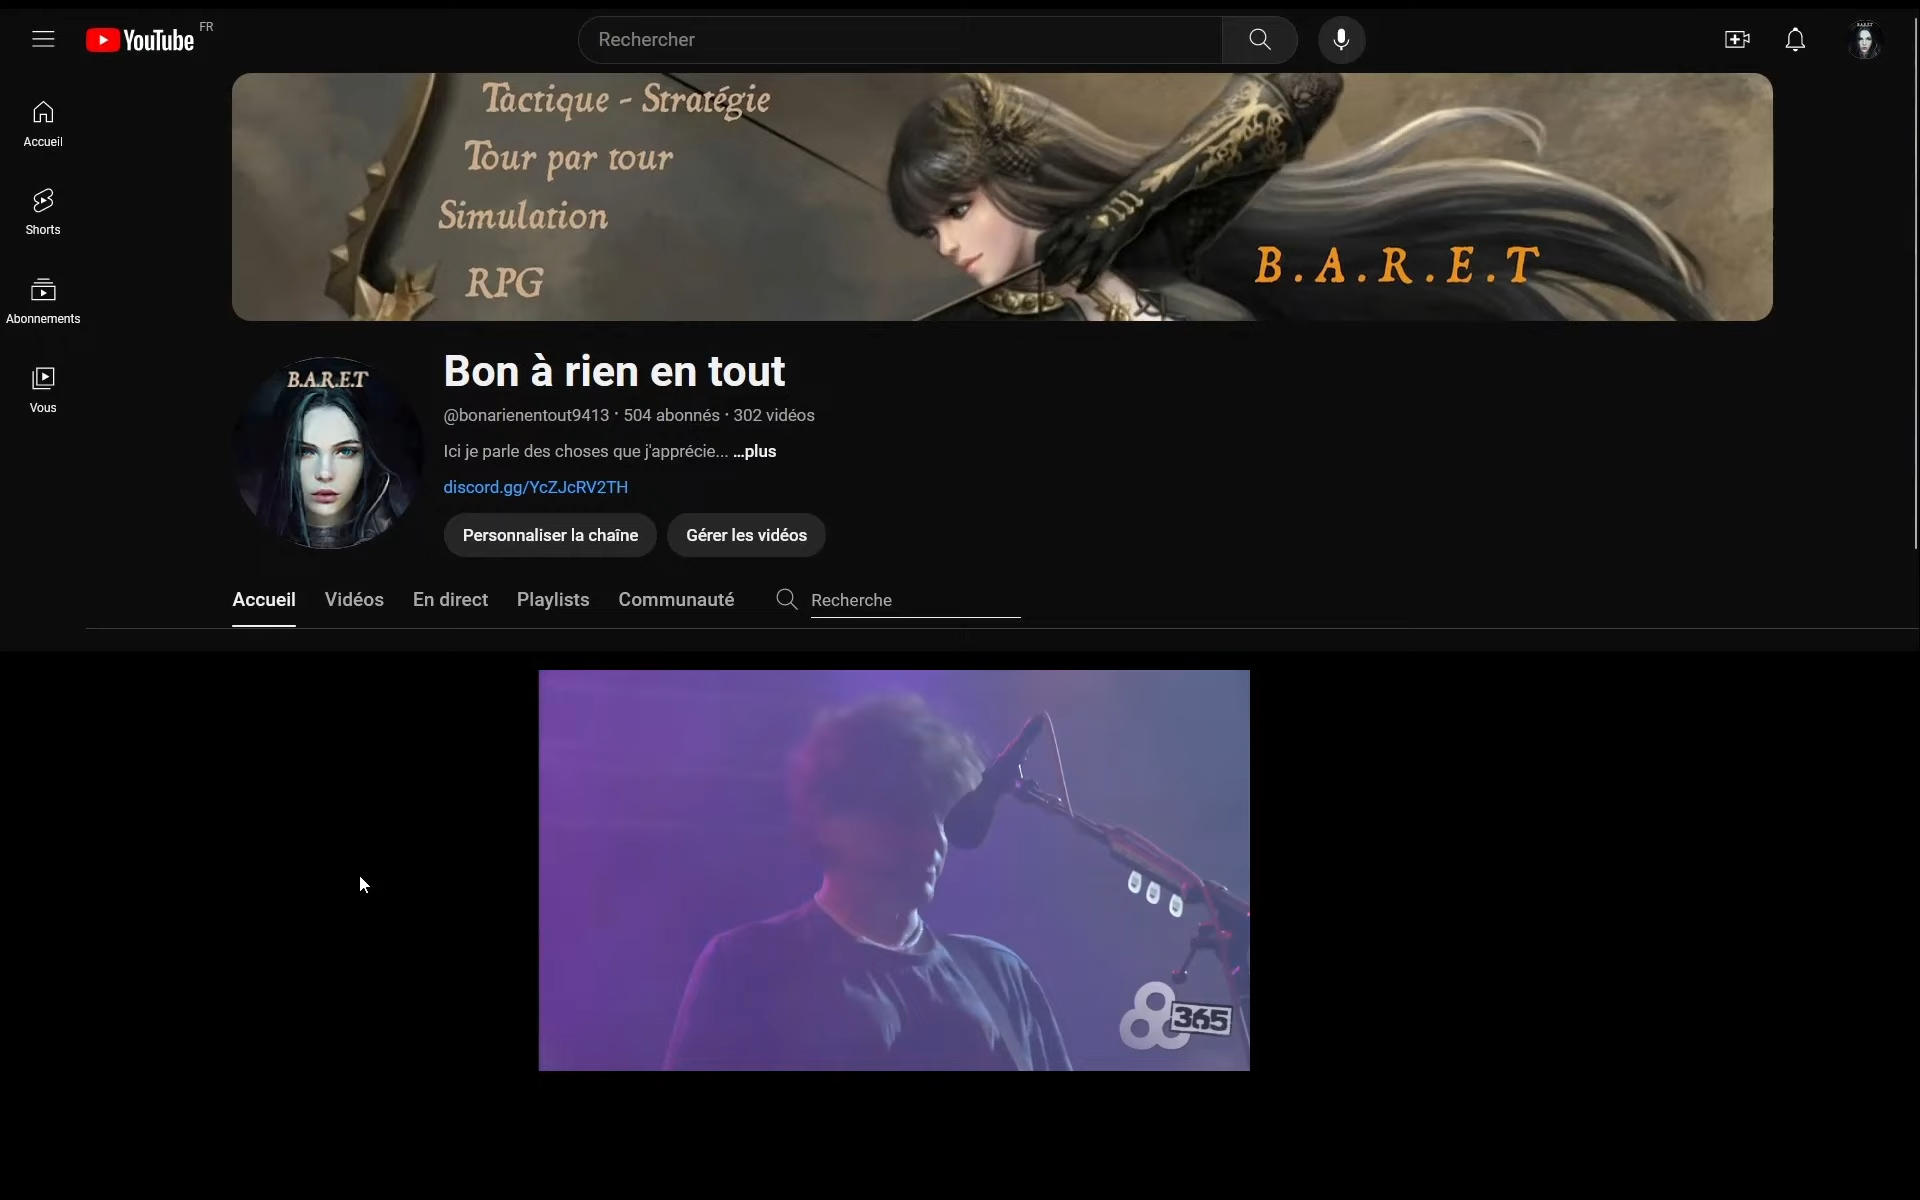 YouTube FR
Rechercher
Accueil
Shorts
Abonnements
Vous
Tactique - Stratégie
Tour par tour
Simulation
RPG
B.A.R.E.T
B.A.R.E.T
Bon à rien en tout
@bonarienentout9413 · 504 abonnés · 302 vidéos
Ici je parle des choses que j'apprécie... ...plus
discord.gg/YcZJcRV2TH
Personnaliser la chaîne
Gérer les vidéos
Accueil Vidéos En direct Playlists Communauté Recherche
365